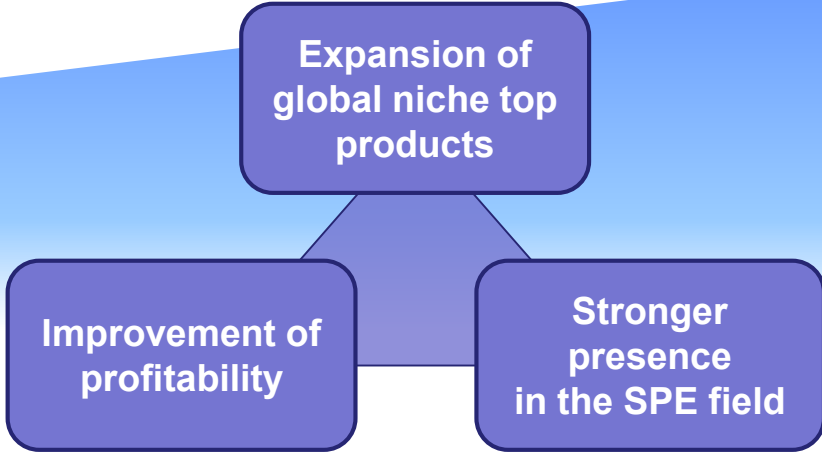 Expansion of
global niche top
products
Improvement of
profitability
Stronger
presence
in the SPE field